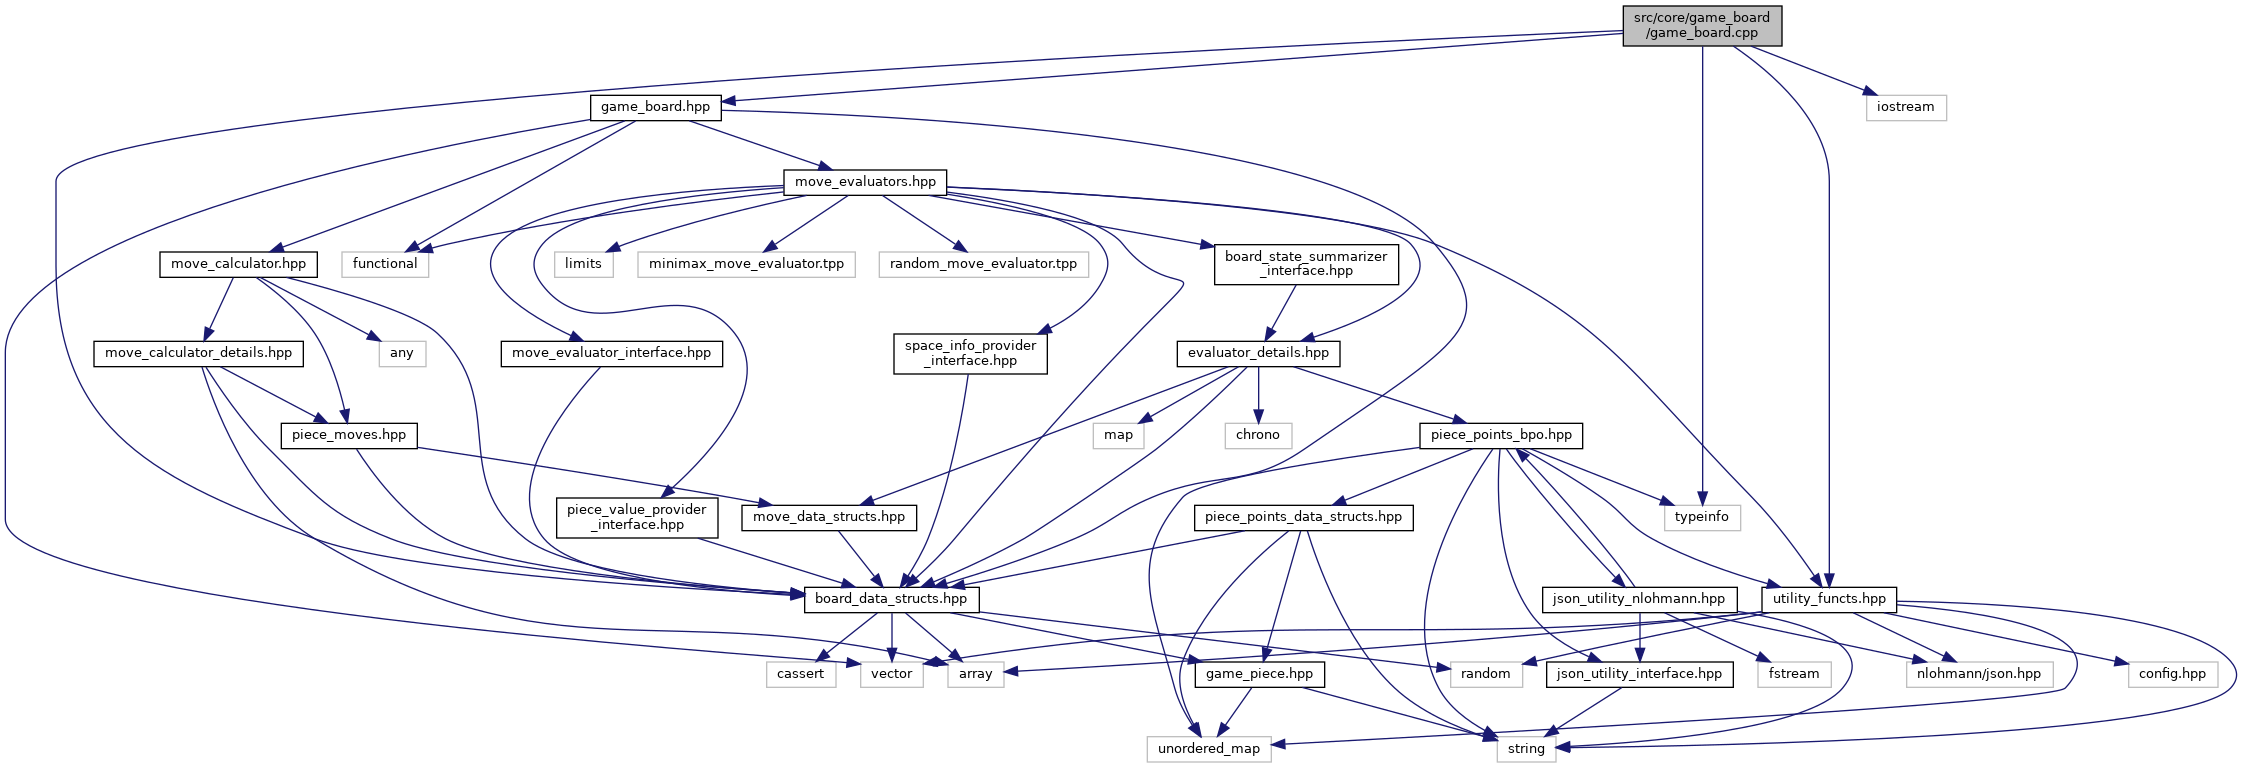 src/core/game_board
/game_board.cpp
game_board.hpp
iostream
move_evaluators.hpp
move_calculator.hpp
functional
limits
minimax_move_evaluator.tpp
random_move_evaluator.tpp
board_state_summarizer
_interface.hpp
move_calculator_details.hpp
any
move_evaluator_interface.hpp
space_info_provider
_interface.hpp
evaluator_details.hpp
piece_moves.hpp
map
chrono
piece_points_bpo.hpp
piece_value_provider
_interface.hpp
move_data_structs.hpp
piece_points_data_structs.hpp
typeinfo
board_data_structs.hpp
json_utility_nlohmann.hpp
utility_functs.hpp
cassert
vector
array
game_piece.hpp
random
json_utility_interface.hpp
fstream
nlohmann/json.hpp
config.hpp
unordered_map
string